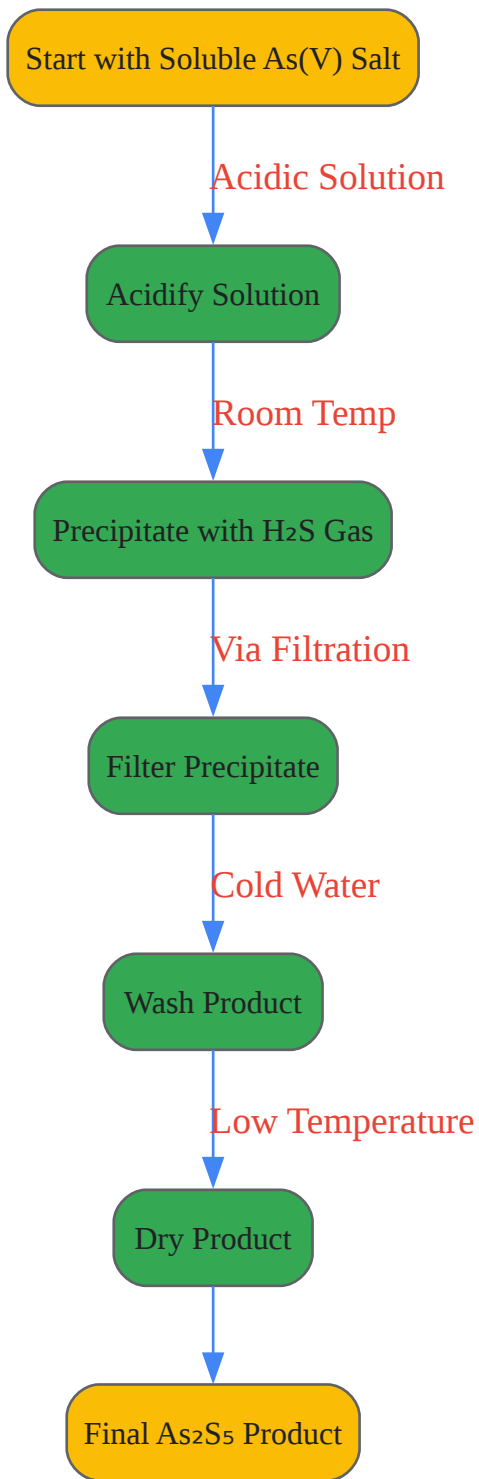 Start with Soluble As(V) Salt
Acidic Solution
Acidify Solution
Room Temp
Precipitate with H₂S Gas
Via Filtration
Filter Precipitate
Cold Water
Wash Product
Low Temperature
Dry Product
Final As₂S₅ Product